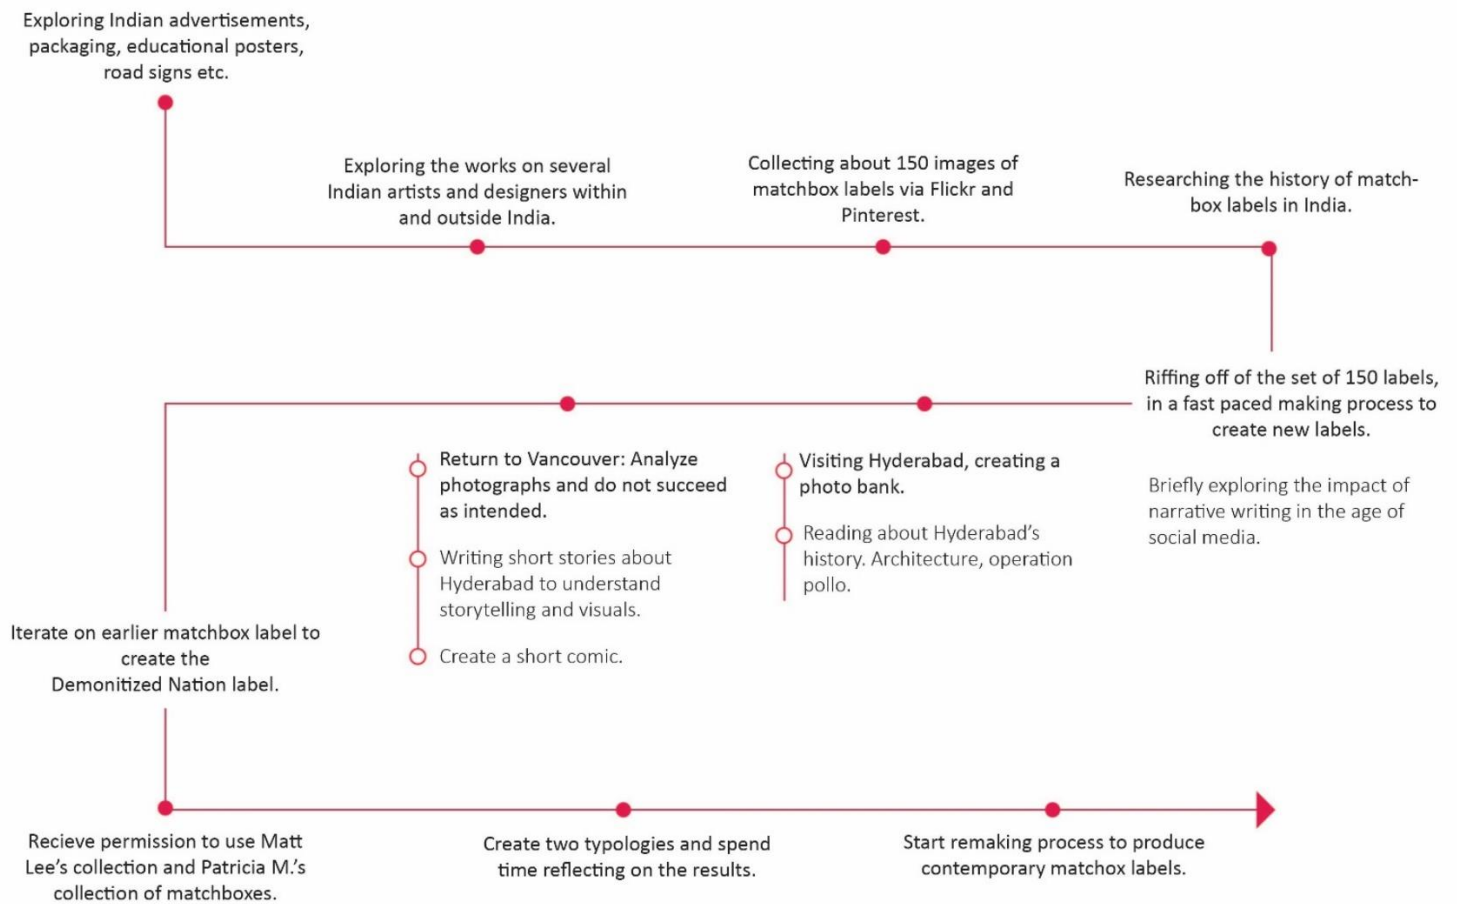 Exploring Indian advertisements,
packaging, educational posters,
road signs etc.
Exploring the works on several
Indian artists and designers within
and outside India.
Collecting about 150 images of
matchbox labels via Flickr and
Pinterest.
Researching the history of match-
box labels in India.
Riffing off of the set of 150 labels,
in a fast paced making process to
create new labels.
Briefly exploring the impact of
narrative writing in the age of
social media.
Visiting Hyderabad, creating a
photo bank.
Reading about Hyderabad’s
history. Architecture, operation
pollo.
Return to Vancouver: Analyze
photographs and do not succeed
as intended.
Writing short stories about
Hyderabad to understand
storytelling and visuals.
Create a short comic.
Iterate on earlier matchbox label to
create the
Demonitized Nation label.
Recieve permission to use Matt
Lee’s collection and Patricia M.’s
collection of matchboxes.
Create two typologies and spend
time reflecting on the results.
Start remaking process to produce
contemporary matchox labels.